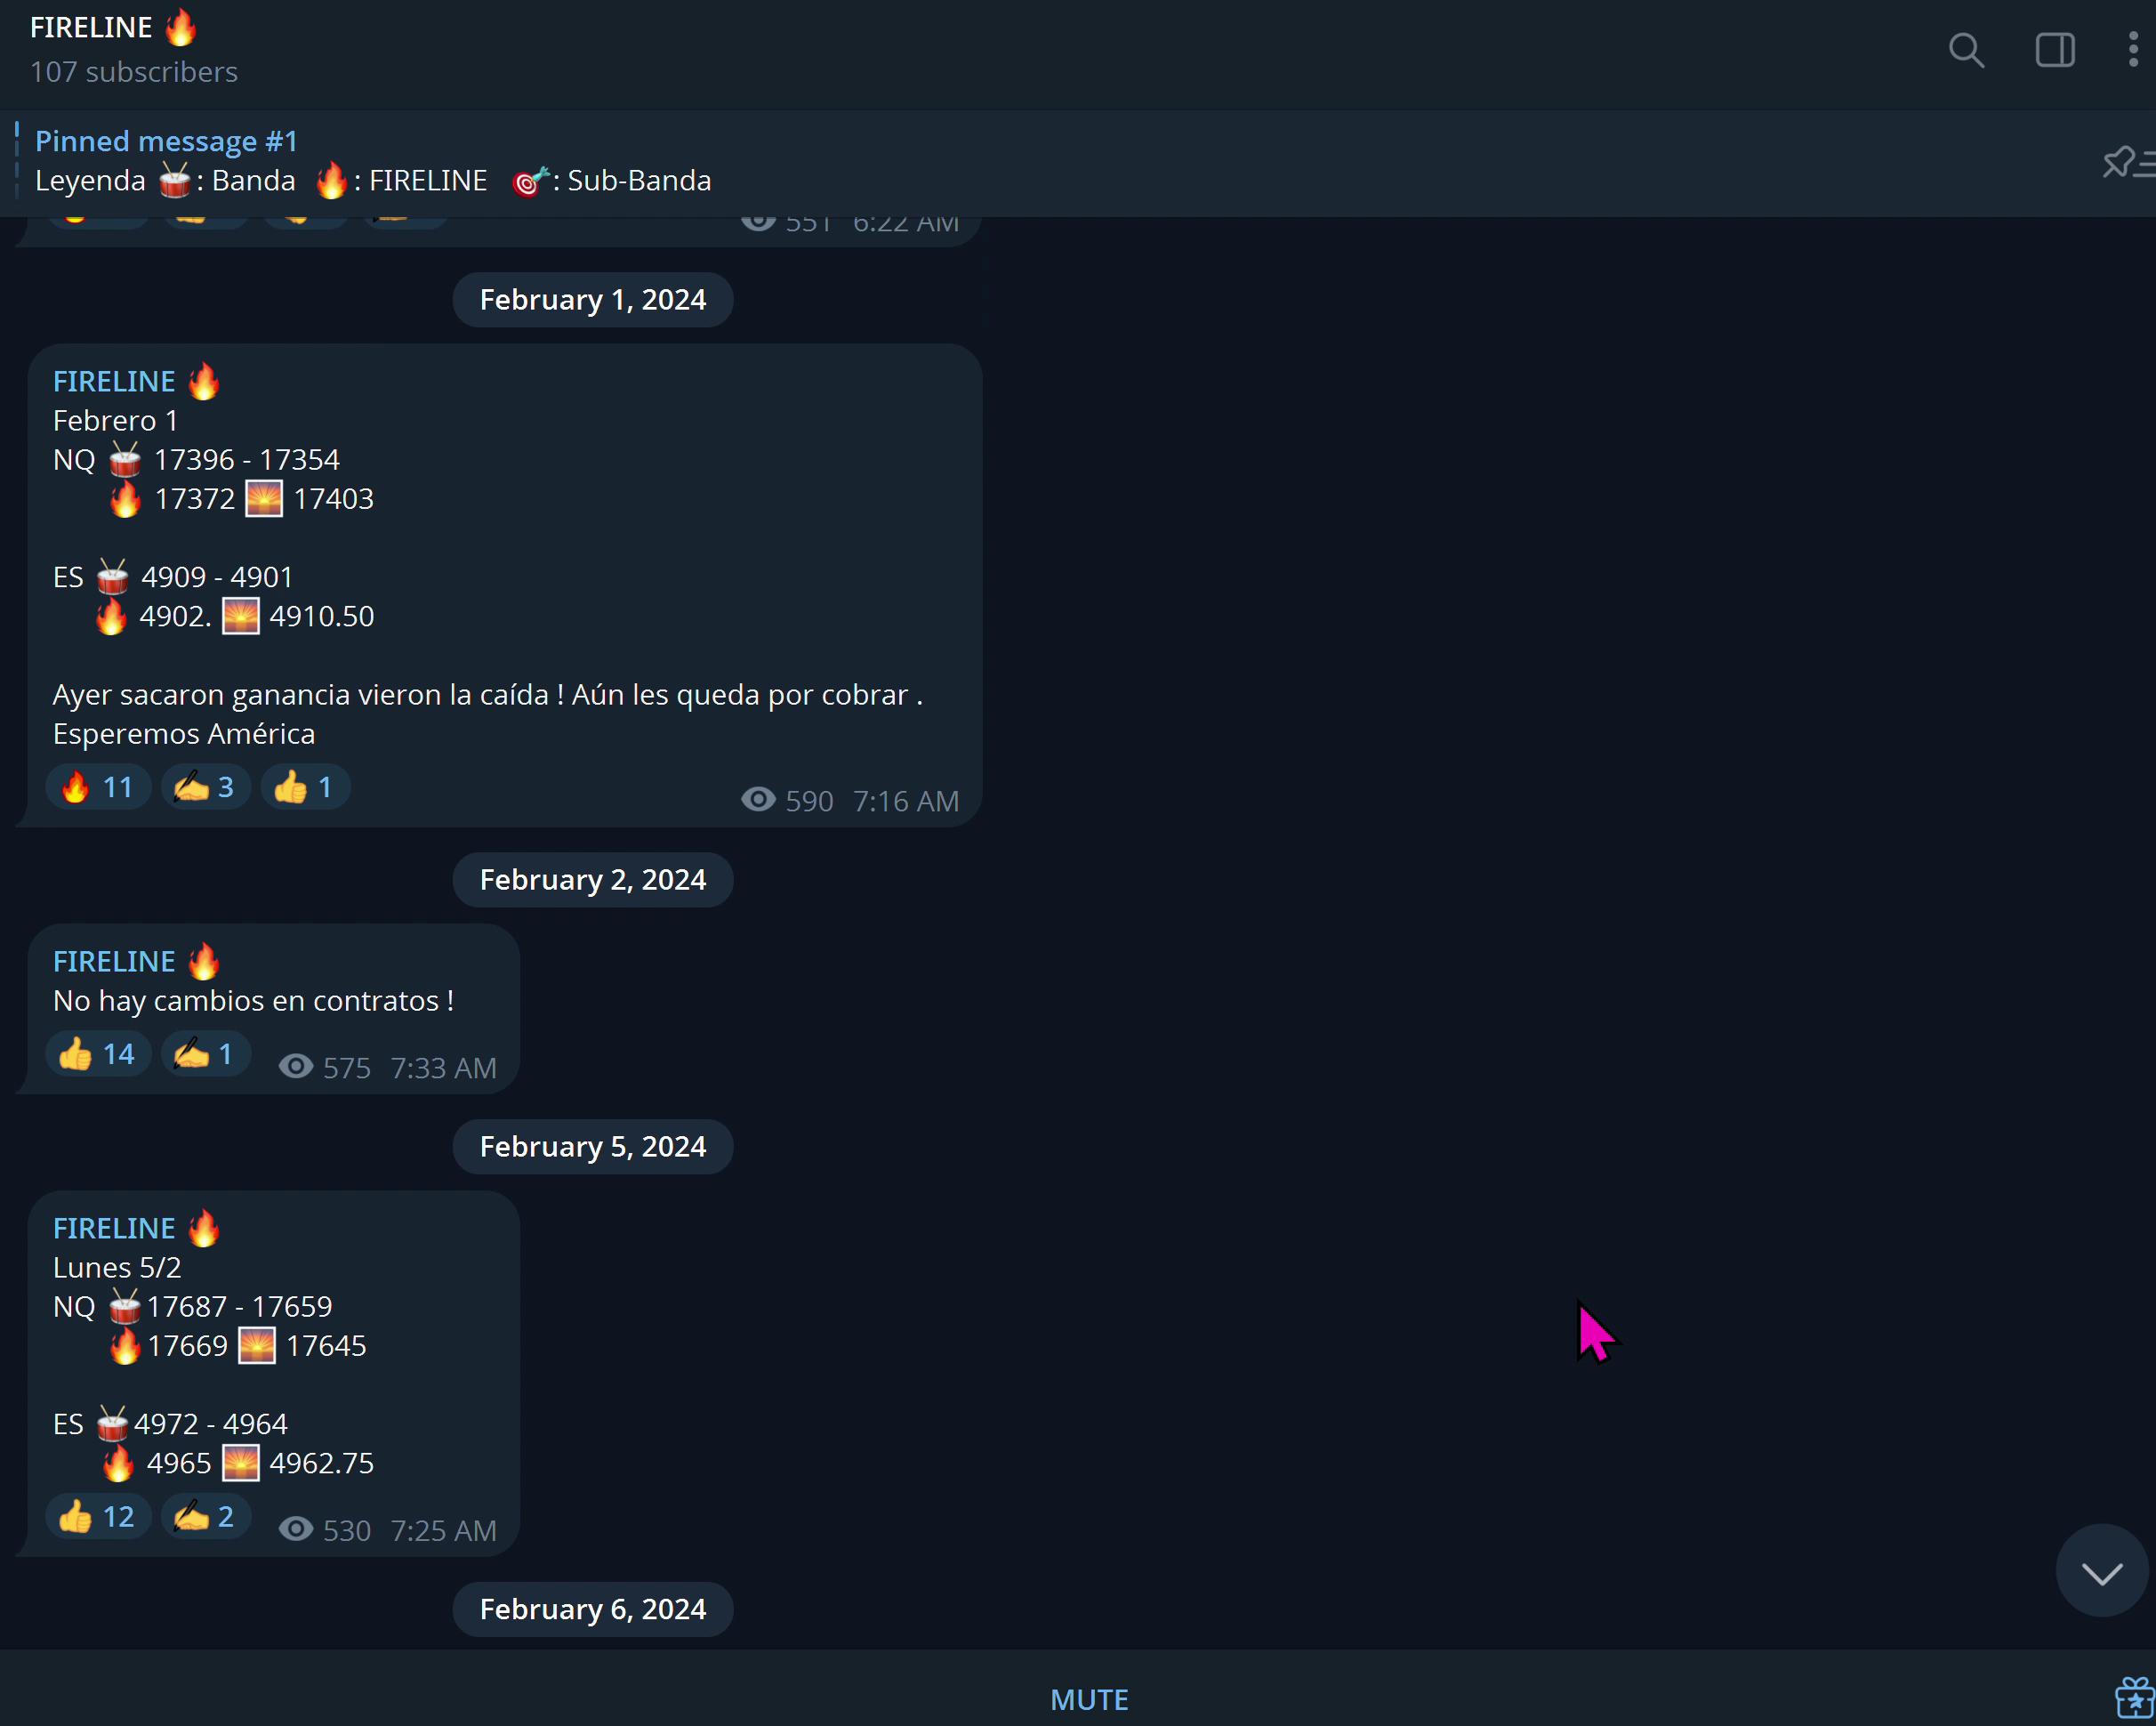 FIRELINE 🔥
107 subscribers
Pinned message #1
Leyenda 🥁: Banda 🔥: FIRELINE 🎯: Sub-Banda
551 6:22 AM
February 1, 2024
FIRELINE 🔥
Febrero 1
NQ 🥁 17396 - 17354
🔥 17372 🌅 17403
ES 🥁 4909 - 4901
🔥 4902. 🌅 4910.50
Ayer sacaron ganancia vieron la caída ! Aún les queda por cobrar .
Esperemos América
🔥 11 ✍ 3 👍 1 590 7:16 AM
February 2, 2024
FIRELINE 🔥
No hay cambios en contratos !
👍 14 ✍ 1 575 7:33 AM
February 5, 2024
FIRELINE 🔥
Lunes 5/2
NQ 🥁17687 - 17659
🔥17669 🌅 17645
ES 🥁4972 - 4964
🔥 4965 🌅 4962.75
👍 12 ✍ 2 530 7:25 AM
February 6, 2024
MUTE